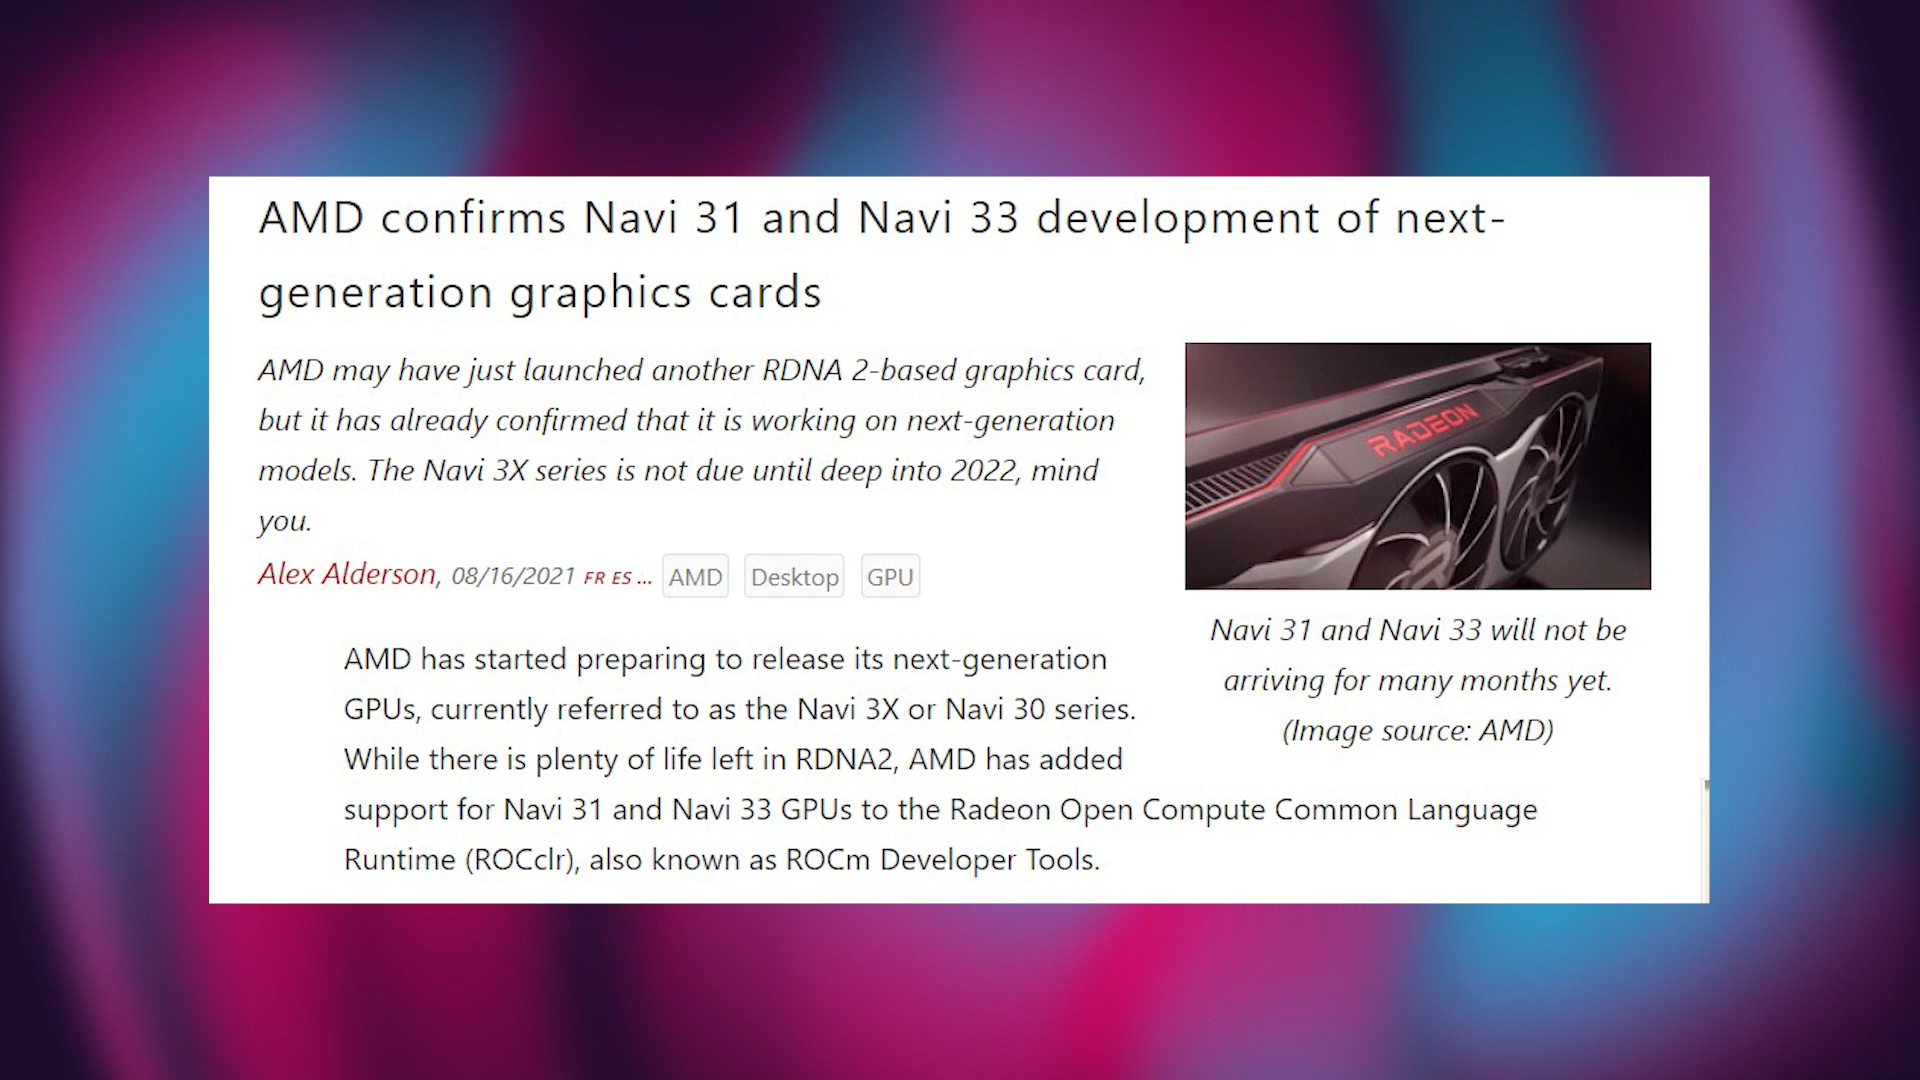 AMD confirms Navi 31 and Navi 33 development of next-
generation graphics cards
AMD may have just launched another RDNA 2-based graphics card,
but it has already confirmed that it is working on next-generation
models. The Navi 3X series is not due until deep into 2022, mind
you.
Alex Alderson, 08/16/2021 FR ES ... AMD Desktop GPU
RADEON
Navi 31 and Navi 33 will not be
arriving for many months yet.
(Image source: AMD)
AMD has started preparing to release its next-generation
GPUs, currently referred to as the Navi 3X or Navi 30 series.
While there is plenty of life left in RDNA2, AMD has added
support for Navi 31 and Navi 33 GPUs to the Radeon Open Compute Common Language
Runtime (ROCclr), also known as ROCm Developer Tools.